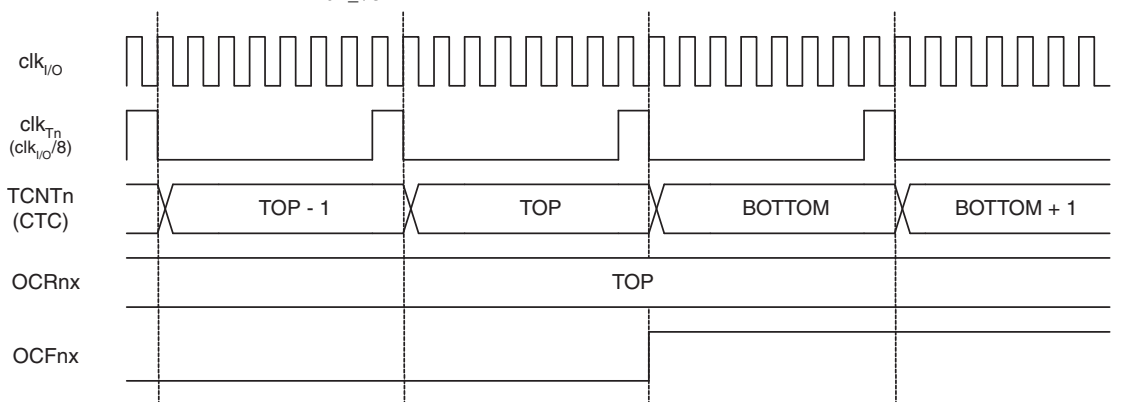 clkI/O
clkTn
(clkI/O/8)
TCNTn
(CTC)
TOP - 1
TOP
BOTTOM
BOTTOM + 1
OCRnx
TOP
OCFnx